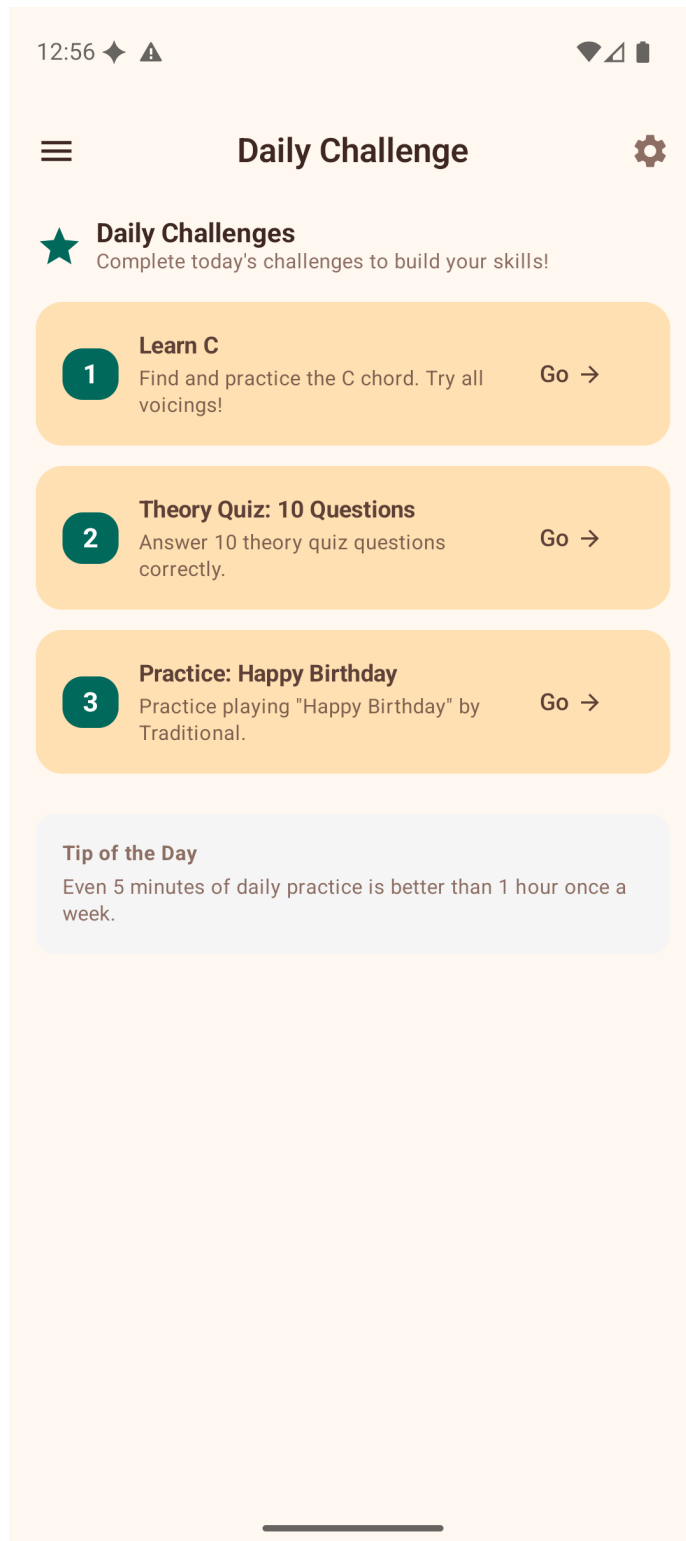 12:56
Daily Challenge
Daily Challenges
Complete today's challenges to build your skills!
1
Learn C
Find and practice the C chord. Try all
voicings!
Go →
2
Theory Quiz: 10 Questions
Answer 10 theory quiz questions
correctly.
Go →
3
Practice: Happy Birthday
Practice playing "Happy Birthday" by
Traditional.
Go →
Tip of the Day
Even 5 minutes of daily practice is better than 1 hour once a
week.